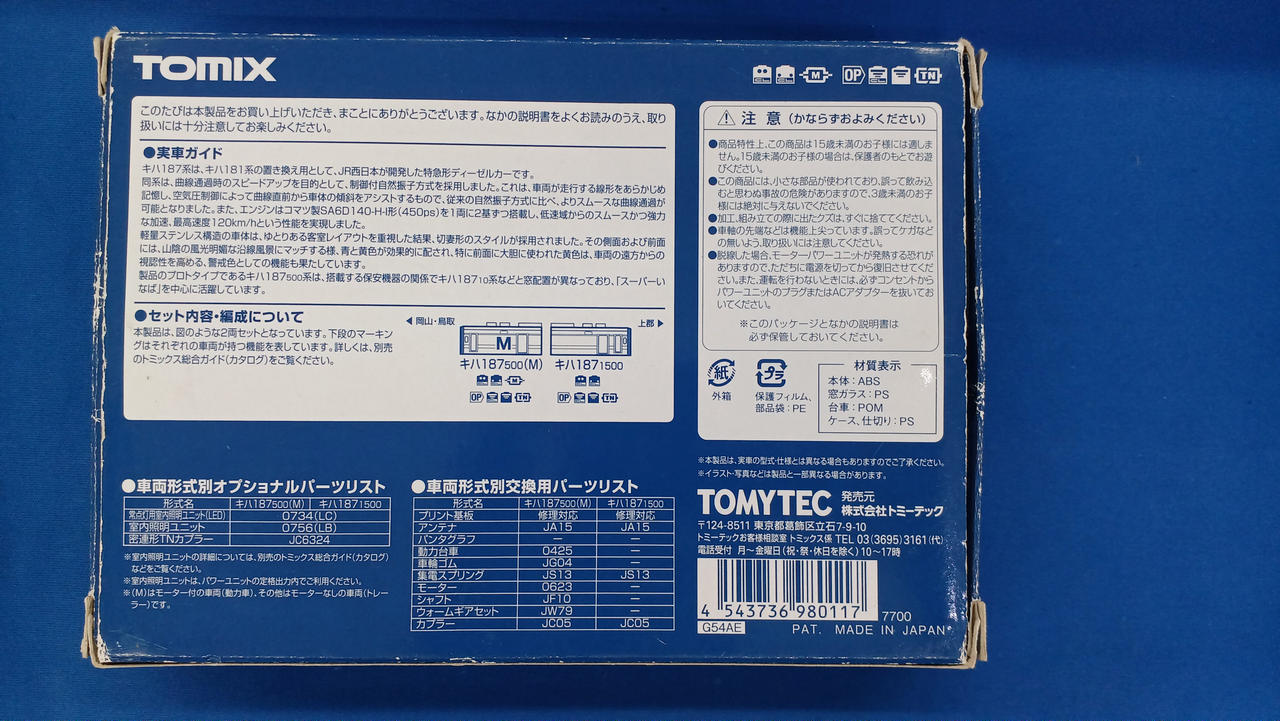 TOMIX
M OP TN
このたびは本製品をお買い上げいただき、まことにありがとうございます。なかの説明書をよくお読みのうえ、取り
扱いには十分注意してお楽しみください。
●実車ガイド
キハ187系は、キハ181系の置き換え用として、JR西日本が開発した特急形ディーゼルカーです。
同系は、曲線通過時のスピードアップを目的として、制御付自然振子方式を採用しました。これは、車両が走行する線形をあらかじめ
記憶し、空気圧制御によって曲線直前から車体の傾斜をアシストするもので、従来の自然振子方式に比べ、よりスムースな曲線通過が
可能となりました。また、エンジンはコマツ製SA6D140-H-I形(450ps)を1両に2基ずつ搭載し、低速域からのスムースかつ強力
な加速、最高速度120km/hという性能を実現しました。
軽量ステンレス構造の車体は、ゆとりある客室レイアウトを重視した結果、切妻形のスタイルが採用されました。その側面および前面
には、山陰の風光明媚な沿線風景にマッチする様、青と黄色が効果的に配され、特に前面に大胆に使われた黄色は、車両の遠方からの
視認性を高める、警戒色としての機能も果たしています。
製品のプロトタイプであるキハ187500系は、搭載する保安機器の関係でキハ18710系などと窓配置が異なっており、「スーパーい
なば」を中心に活躍しています。
●セット内容・編成について
本製品は、図のような2両セットとなっています。下段のマーキン
グはそれぞれの車両が持つ機能を表しています。詳しくは、別売
のトミックス総合ガイド(カタログ)をご覧ください。
◀岡山・鳥取 上郡▶
M
キハ187500(M) キハ1871500
M
OP TN OP TN
⚠注意(かならずおよみください)
●商品特性上、この商品は15歳未満のお子様には適しま
せん。15歳未満のお子様の場合は、保護者のもとでお遊
びください。
●この商品には、小さな部品が使われており、誤って飲み込
むと思わぬ事故の危険がありますので、3歳未満のお子
様には絶対に与えないでください。
●加工、組み立ての際に出たクズは、すぐに捨ててください。
●車軸の先端などは機能上尖っています。誤ってケガなど
の無いよう、取り扱いには注意してください。
●脱線した場合、モーターパワーユニットが発熱する恐れが
ありますので、ただちに電源を切ってから復旧させてくだ
さい。また、運転を行わないときには、必ずコンセントから
パワーユニットのプラグまたはACアダプターを抜いてお
いてください。
※このパッケージとなかの説明書は
必ず保管しておいてください。
紙 外箱
プラ 保護フィルム、
部品袋:PE
材質表示
本体:ABS
窓ガラス:PS
台車:POM
ケース、仕切り:PS
●車両形式別オプショナルパーツリスト
形式名 キハ187500(M) キハ1871500
常点灯用室内照明ユニット(LED) 0734(LC)
室内照明ユニット 0756(LB)
密連形TNカプラー JC6324
※室内照明ユニットの詳細については、別売のトミックス総合ガイド(カタログ)
などをご覧ください。
※室内照明ユニットは、パワーユニットの定格出力内でご利用ください。
※(M)はモーター付の車両(動力車)、その他はモーターなしの車両(トレー
ラー)です。
●車両形式別交換用パーツリスト
形式名 キハ187500(M) キハ1871500
プリント基板 修理対応 修理対応
アンテナ JA15 JA15
パンタグラフ — —
動力台車 0425 —
車輪ゴム JG04 —
集電スプリング JS13 JS13
モーター 0623 —
シャフト JF10 —
ウォームギアセット JW79 —
カプラー JC05 JC05
※本製品は、実車の型式・仕様とは異なる場合もありますのでご了承ください。
※イラスト・写真などは製品と一部異なる場合があります。
TOMYTEC 発売元
株式会社トミーテック
〒124-8511 東京都葛飾区立石7-9-10
トミーテックお客様相談室 トミックス係 TEL 03(3695)3161(代)
電話受付 月〜金曜日(祝・祭・休日を除く)10〜17時
4 543736 980117 7700
G54AE PAT. MADE IN JAPAN